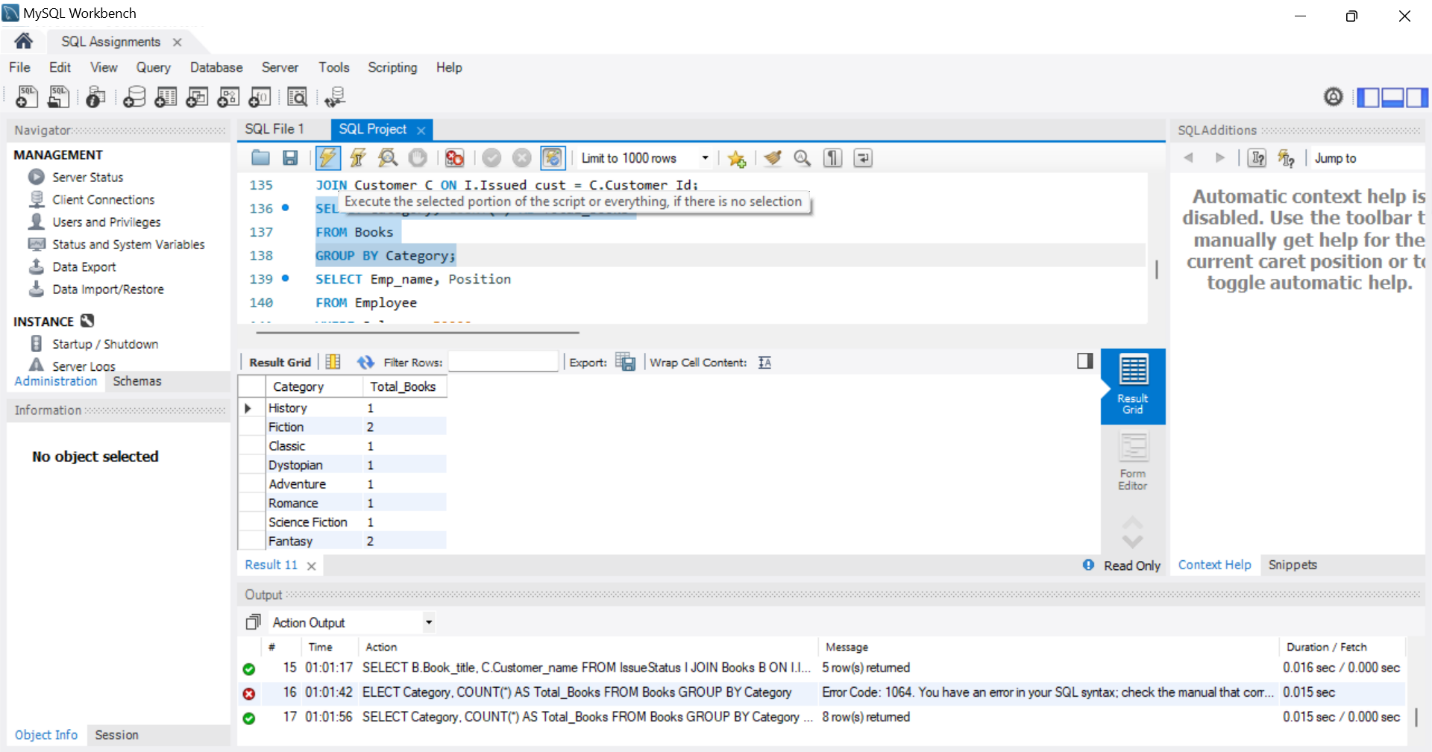 MySQL Workbench
SQL Assignments
File Edit View Query Database Server Tools Scripting Help
Navigator
MANAGEMENT
Server Status
Client Connections
Users and Privileges
Status and System Variables
Data Export
Data Import/Restore
INSTANCE
Startup / Shutdown
Server Logs
Administration Schemas
Information
No object selected
Object Info Session
SQL File 1 SQL Project
Limit to 1000 rows
135 JOIN Customer C ON I.Issued_cust = C.Customer_Id;
Execute the selected portion of the script or everything, if there is no selection
136 SEL
137 FROM Books
138 GROUP BY Category;
139 SELECT Emp_name, Position
140 FROM Employee
Result Grid Filter Rows: Export: Wrap Cell Content:
Category Total_Books
History 1
Fiction 2
Classic 1
Dystopian 1
Adventure 1
Romance 1
Science Fiction 1
Fantasy 2
Result Grid
Form Editor
Result 11
Read Only
Output
Action Output
# Time Action Message Duration / Fetch
15 01:01:17 SELECT B.Book_title, C.Customer_name FROM IssueStatus I JOIN Books B ON I.I... 5 row(s) returned 0.016 sec / 0.000 sec
16 01:01:42 ELECT Category, COUNT(*) AS Total_Books FROM Books GROUP BY Category Error Code: 1064. You have an error in your SQL syntax; check the manual that corr... 0.015 sec
17 01:01:56 SELECT Category, COUNT(*) AS Total_Books FROM Books GROUP BY Category ... 8 row(s) returned 0.015 sec / 0.000 sec
SQLAdditions
Jump to
Automatic context help is
disabled. Use the toolbar t
manually get help for the
current caret position or to
toggle automatic help.
Context Help Snippets